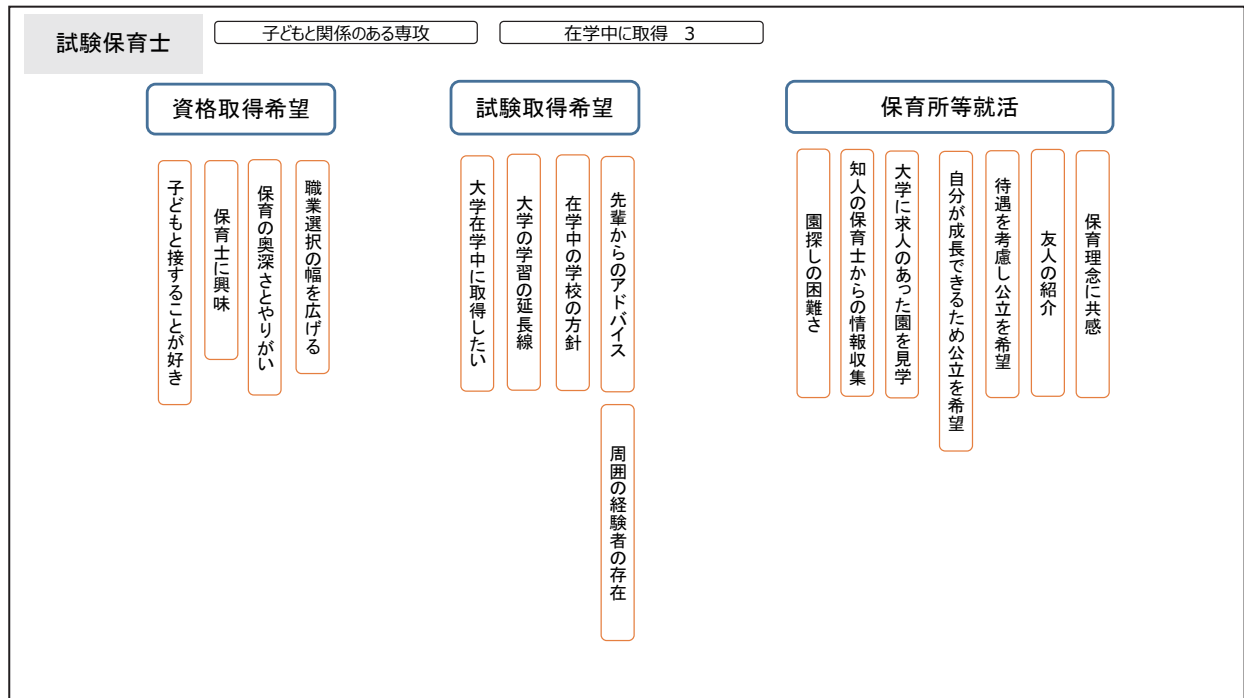 試験保育士
子どもと関係のある専攻
在学中に取得 3
資格取得希望
子どもと接することが好き
保育士に興味
保育の奥深さとやりがい
職業選択の幅を広げる
試験取得希望
大学在学中に取得したい
大学の学習の延長線
在学中の学校の方針
先輩からのアドバイス
周囲の経験者の存在
保育所等就活
園探しの困難さ
知人の保育士からの情報収集
大学に求人のあった園を見学
自分が成長できるため公立を希望
待遇を考慮し公立を希望
友人の紹介
保育理念に共感